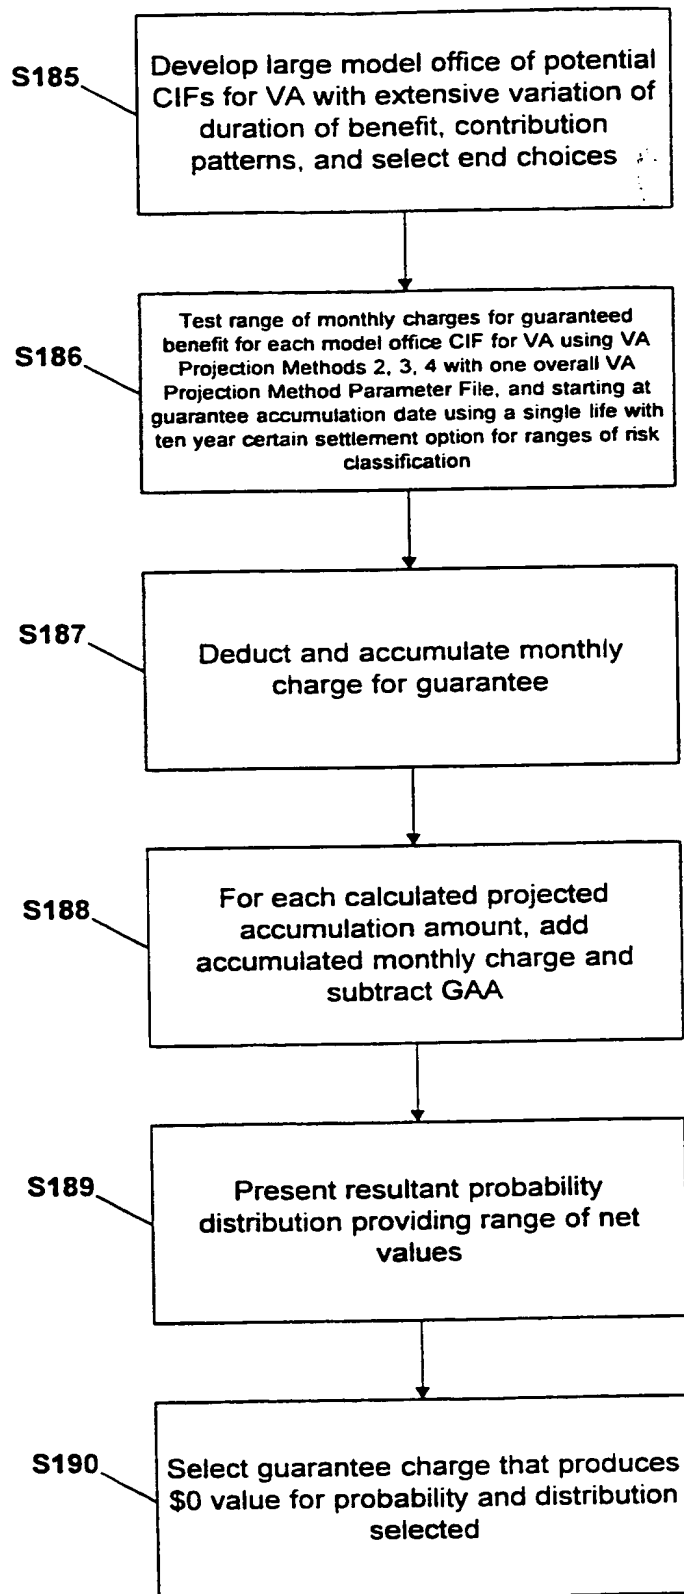 S185
Develop large model office of potential
CIFs for VA with extensive variation of
duration of benefit, contribution
patterns, and select end choices
S186
Test range of monthly charges for guaranteed
benefit for each model office CIF for VA using VA
Projection Methods 2, 3, 4 with one overall VA
Projection Method Parameter File, and starting at
guarantee accumulation date using a single life with
ten year certain settlement option for ranges of risk
classification
S187
Deduct and accumulate monthly
charge for guarantee
S188
For each calculated projected
accumulation amount, add
accumulated monthly charge and
subtract GAA
S189
Present resultant probability
distribution providing range of net
values
S190
Select guarantee charge that produces
$0 value for probability and distribution
selected